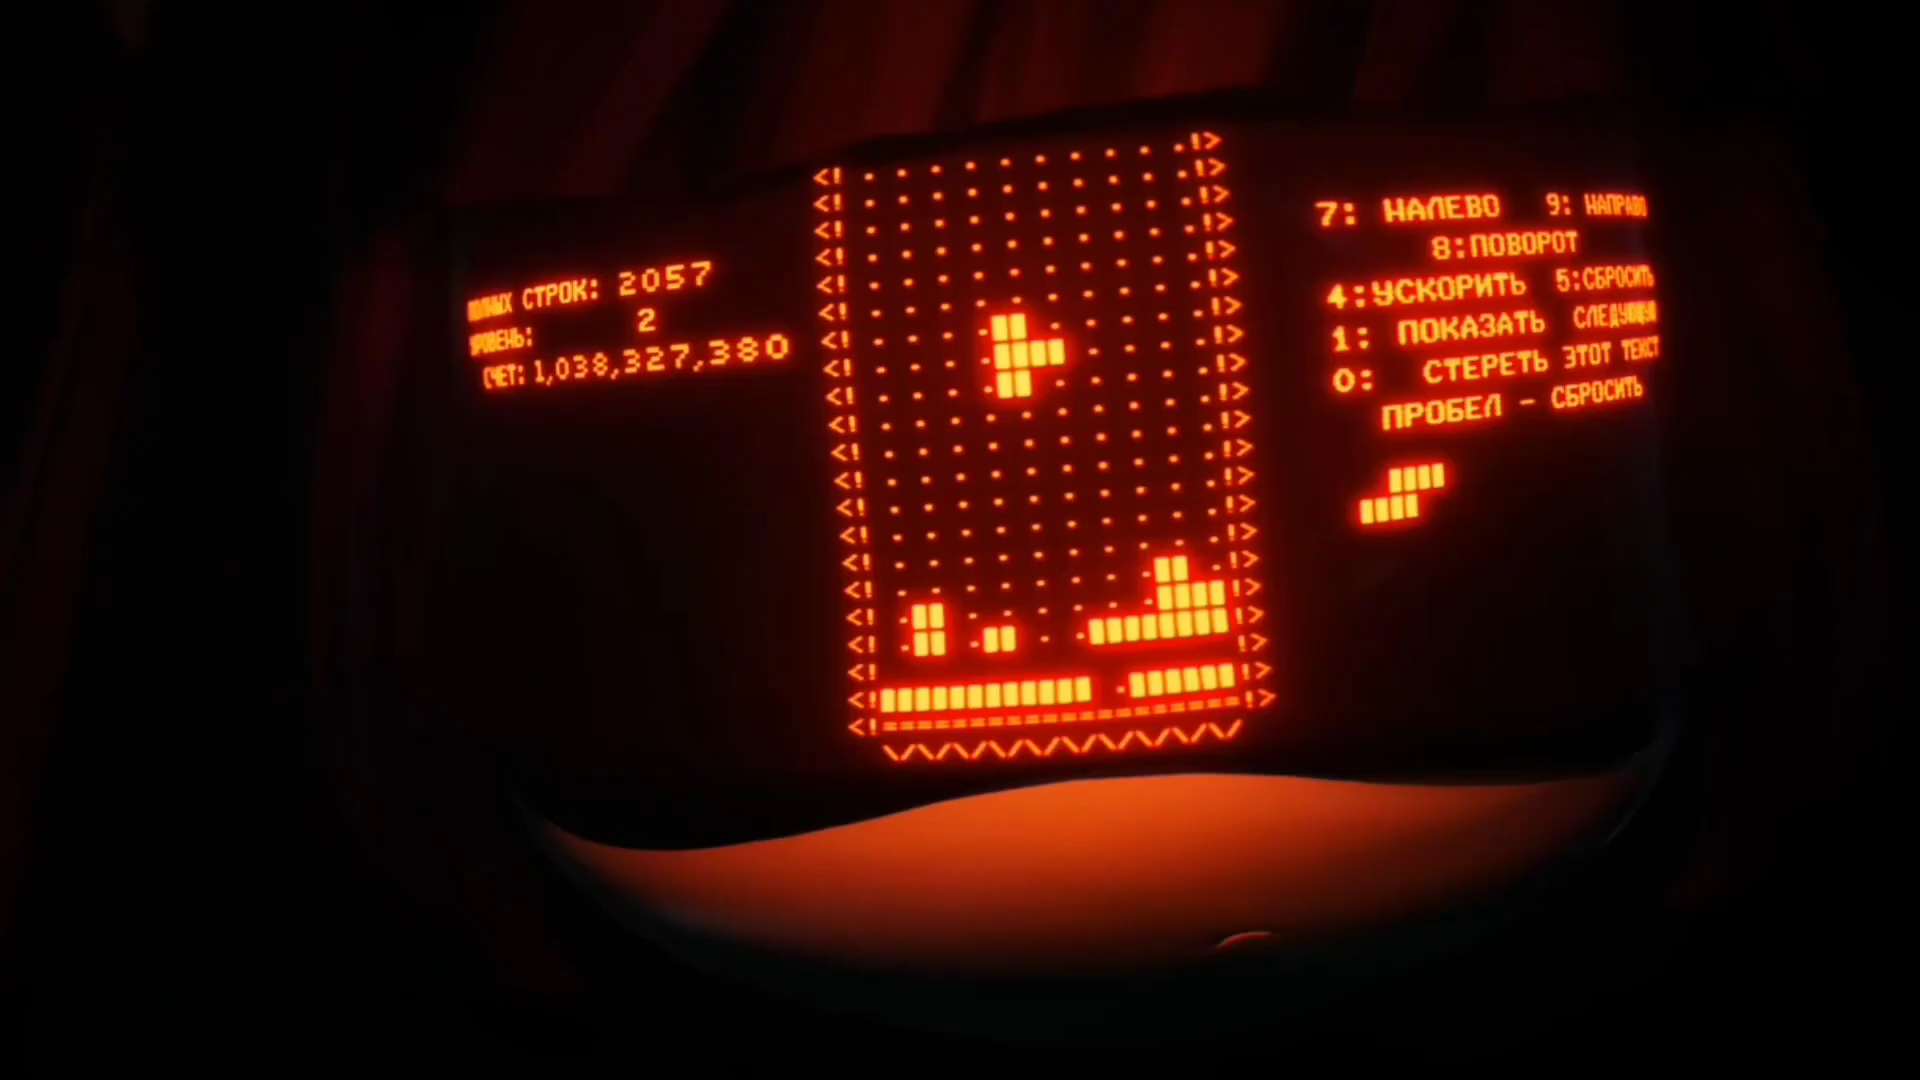 ПОЛНЫХ СТРОК: 2057
УРОВЕНЬ: 2
СЧЕТ: 1,038,327,380
7: НАЛЕВО 9: НАПРАВО
8:ПОВОРОТ
4:УСКОРИТЬ 5:СБРОСИТЬ
1: ПОКАЗАТЬ СЛЕДУЮЩУЮ
0: СТЕРЕТЬ ЭТОТ ТЕКСТ
ПРОБЕЛ - СБРОСИТЬ